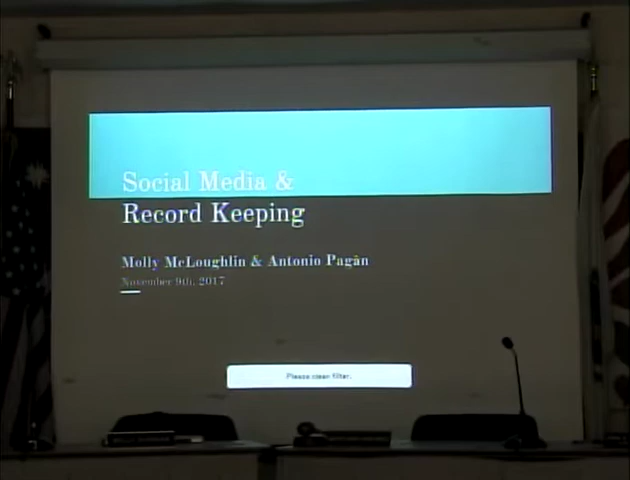 Social Media &
Record Keeping
Molly McLoughlin & Antonio Pagán
November 9th, 2017
Please clean filter.